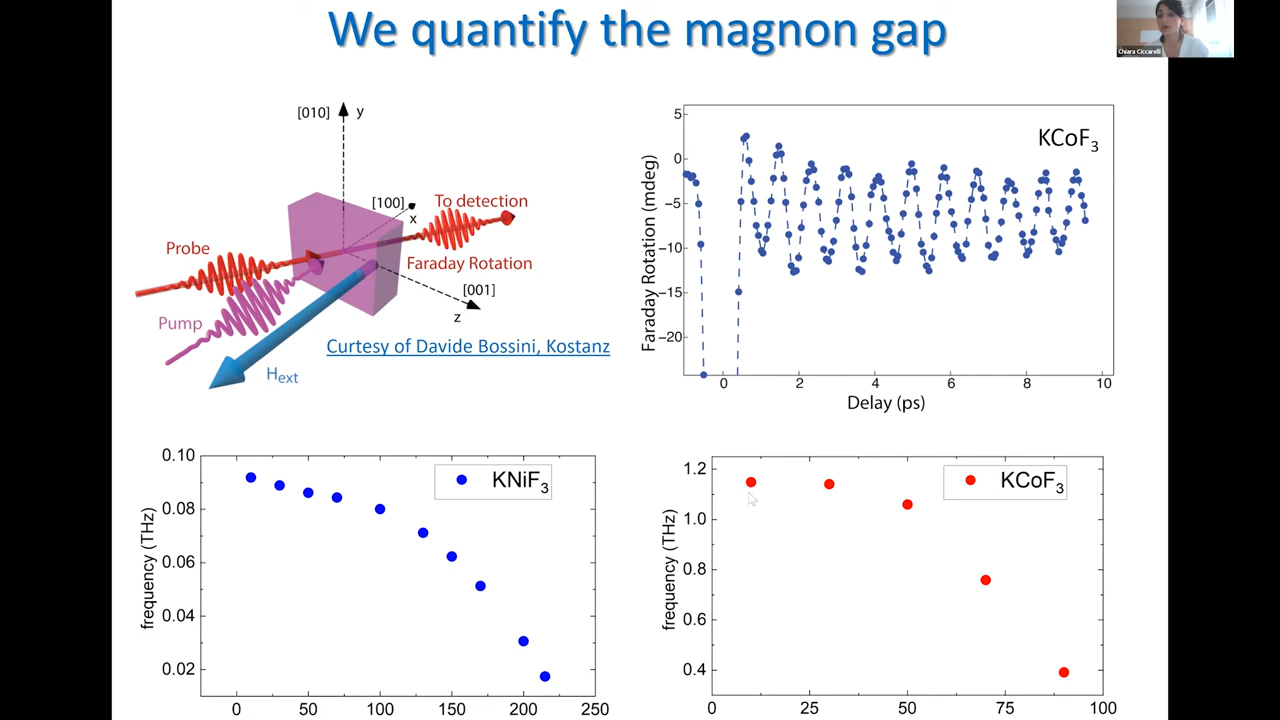 We quantify the magnon gap
Chiara Ciccarelli
[010]
y
[100]
x
To detection
Probe
Faraday Rotation
[001]
z
Pump
Curtesy of Davide Bossini, Kostanz
Hext
KCoF3
5
0
−5
−10
−15
−20
Faraday Rotation (mdeg)
0 2 4 6 8 10
Delay (ps)
KNiF3
0.10
0.08
0.06
0.04
0.02
frequency (THz)
0 50 100 150 200 250
KCoF3
1.2
1.0
0.8
0.6
0.4
frequency (THz)
0 25 50 75 100